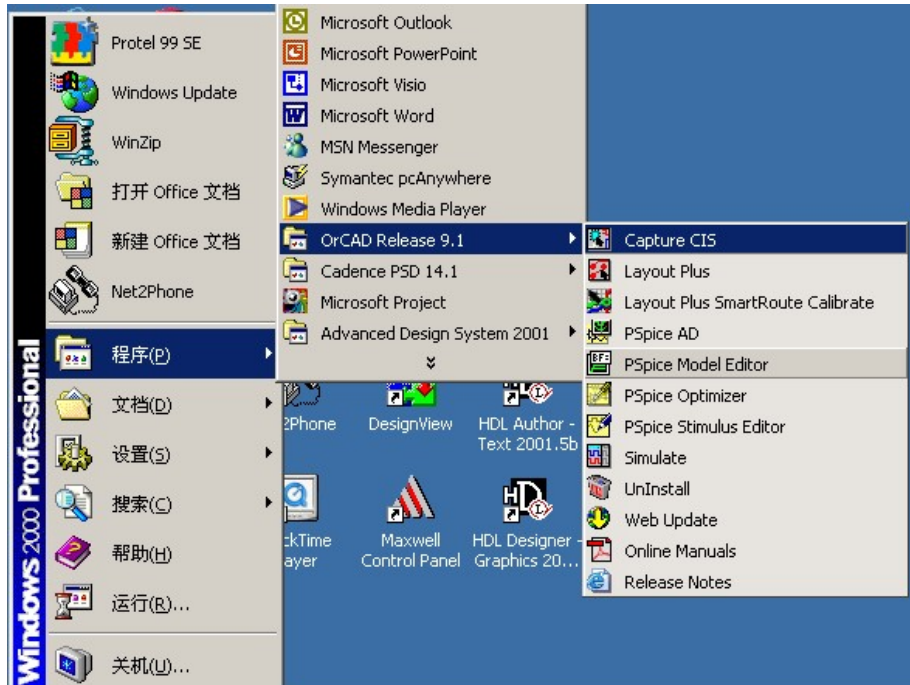 Windows 2000 Professional
Protel 99 SE
Windows Update
WinZip
打开 Office 文档
新建 Office 文档
Net2Phone
程序(P)
文档(D)
设置(S)
搜索(C)
帮助(H)
运行(R)...
关机(U)...
Microsoft Outlook
Microsoft PowerPoint
Microsoft Visio
Microsoft Word
MSN Messenger
Symantec pcAnywhere
Windows Media Player
OrCAD Release 9.1
Cadence PSD 14.1
Microsoft Project
Advanced Design System 2001
Capture CIS
Layout Plus
Layout Plus SmartRoute Calibrate
PSpice AD
PSpice Model Editor
PSpice Optimizer
PSpice Stimulus Editor
Simulate
UnInstall
Web Update
Online Manuals
Release Notes
2Phone
DesignView
HDL Author -
Text 2001.5b
ckTime
ayer
Maxwell
Control Panel
HDL Designer -
Graphics 20...